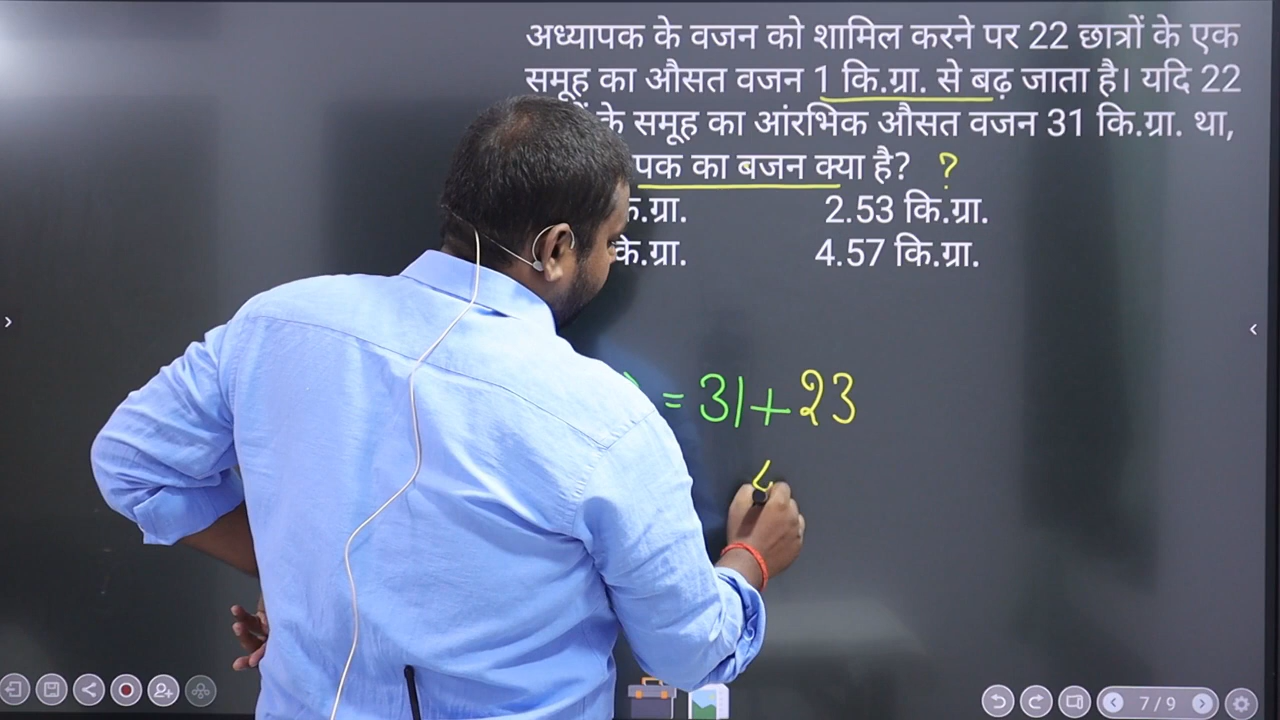 अध्यापक के वजन को शामिल करने पर 22 छात्रों के एक
समूह का औसत वजन 1 कि.ग्रा. से बढ़ जाता है। यदि 22
के समूह का आंरभिक औसत वजन 31 कि.ग्रा. था,
पक का बजन क्या है? ?
ग्रा. 2.53 कि.ग्रा.
ग्रा. 4.57 कि.ग्रा.
= 31 + 23
7 / 9